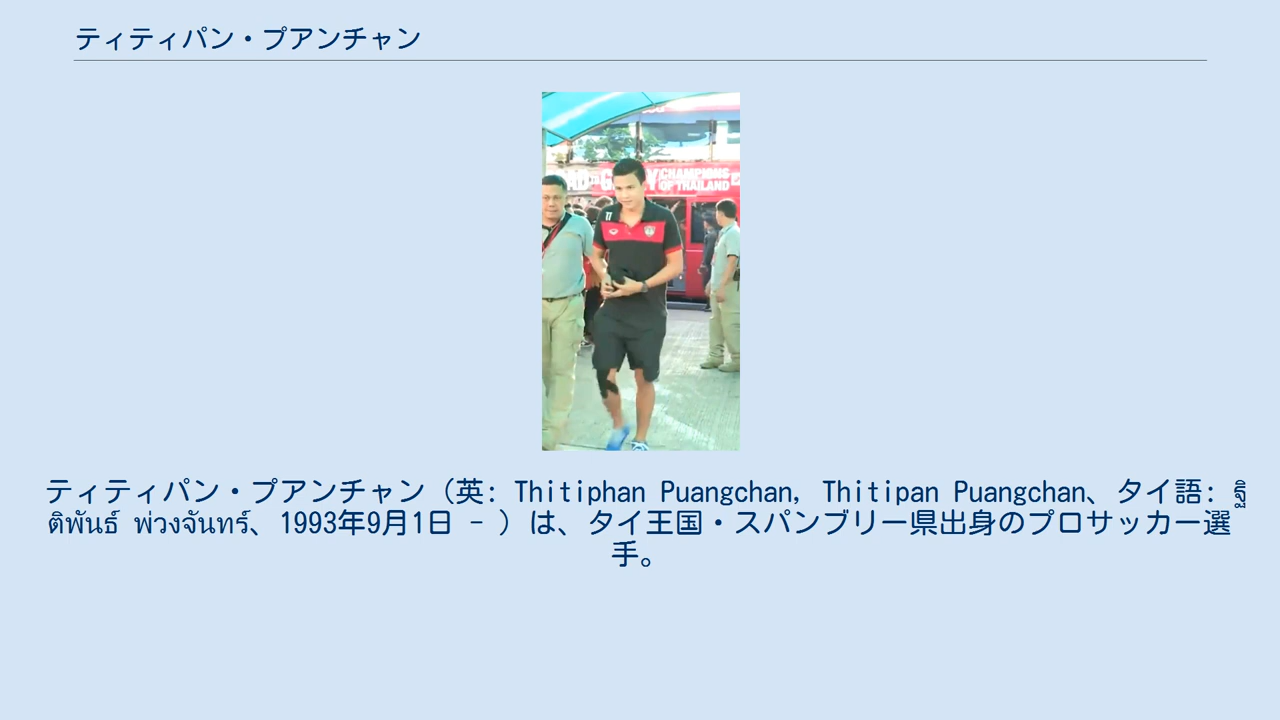 ティティパン・プアンチャン
CHAMPIONS
OF THAILAND
ティティパン・プアンチャン（英: Thitiphan Puangchan, Thitipan Puangchan、タイ語: ฐิ
ติพันธ์ พ่วงจันทร์、1993年9月1日 - ）は、タイ王国・スパンブリー県出身のプロサッカー選
手。